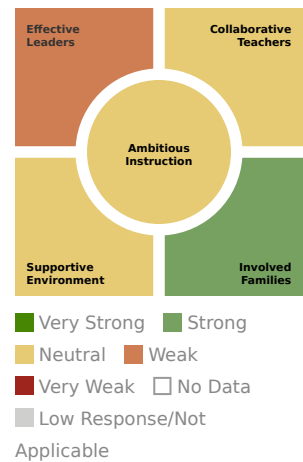 Effective
Leaders
Collaborative
Teachers
Ambitious
Instruction
Supportive
Environment
Involved
Families
Very Strong Strong
Neutral Weak
Very Weak No Data
Low Response/Not
Applicable